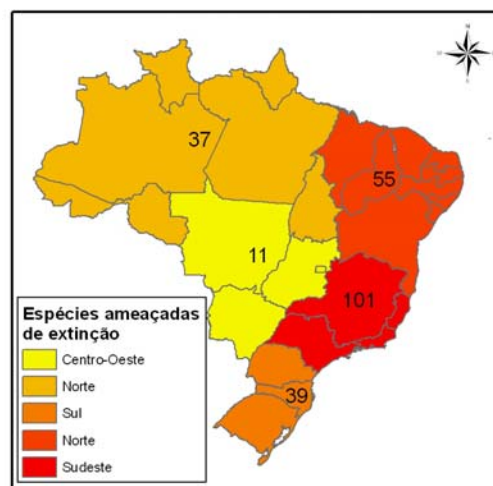 N
37
55
11
101
39
Espécies ameaçadas
de extinção
Centro-Oeste
Norte
Sul
Norte
Sudeste